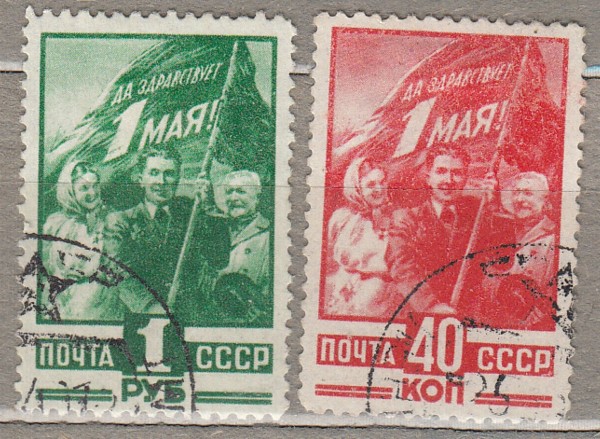 ДА ЗДРАВСТВУЕТ
1 МАЯ!
ПОЧТА 1 СССР
РУБ
ДА ЗДРАВСТВУЕТ
1 МАЯ!
ПОЧТА 40 СССР
КОП